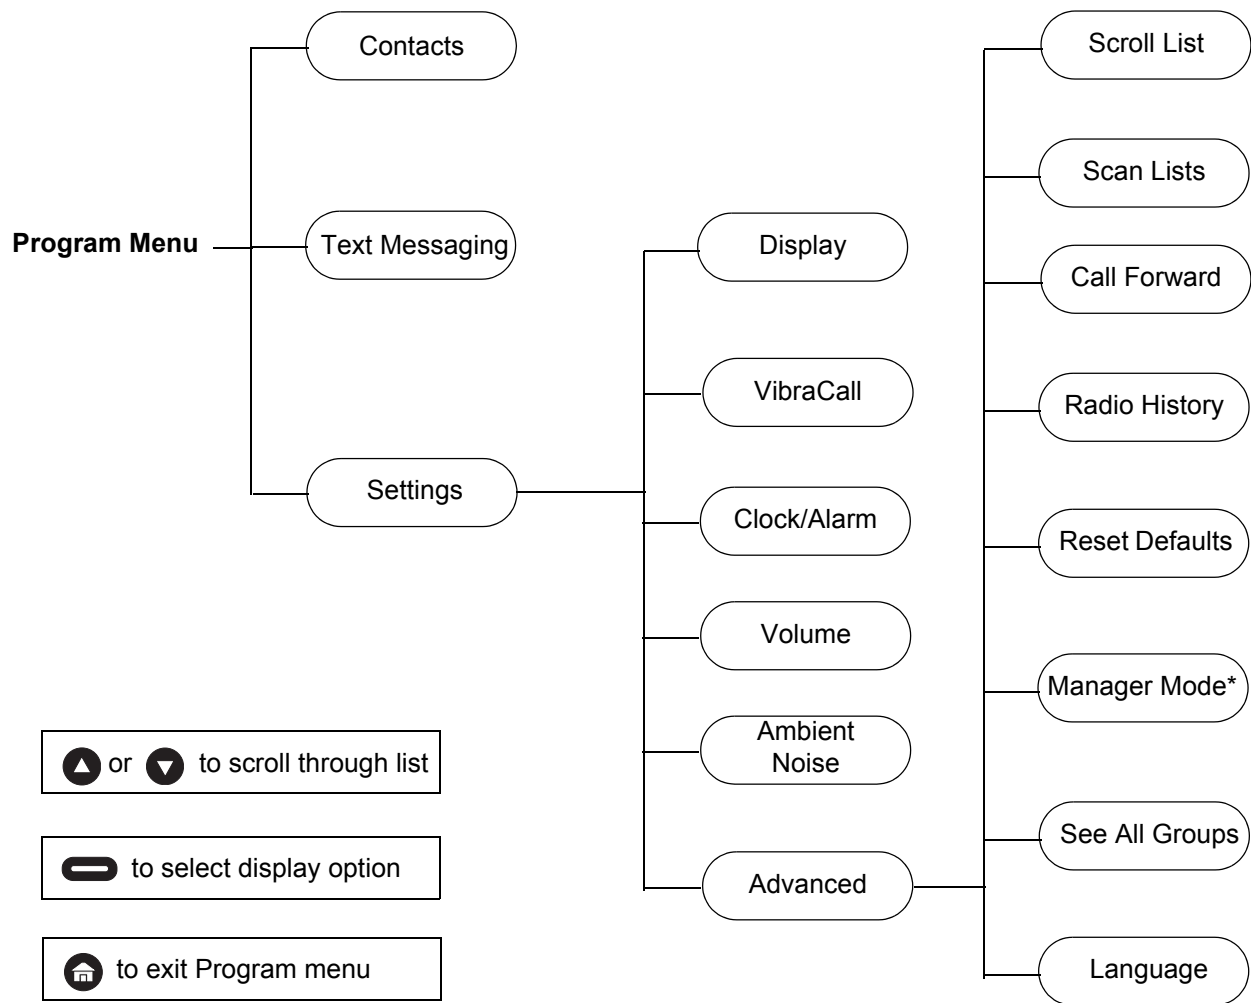 Program Menu
Contacts
Text Messaging
Settings
Display
VibraCall
Clock/Alarm
Volume
Ambient
Noise
Advanced
Scroll List
Scan Lists
Call Forward
Radio History
Reset Defaults
Manager Mode*
See All Groups
Language
or to scroll through list
to select display option
to exit Program menu